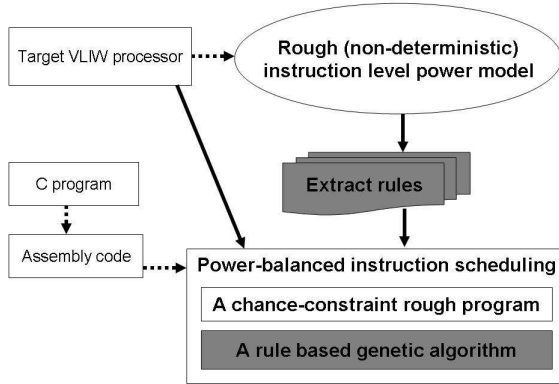 Target VLIW processor
Rough (non-deterministic)
instruction level power model
C program
Extract rules
Assembly code
Power-balanced instruction scheduling
A chance-constraint rough program
A rule based genetic algorithm